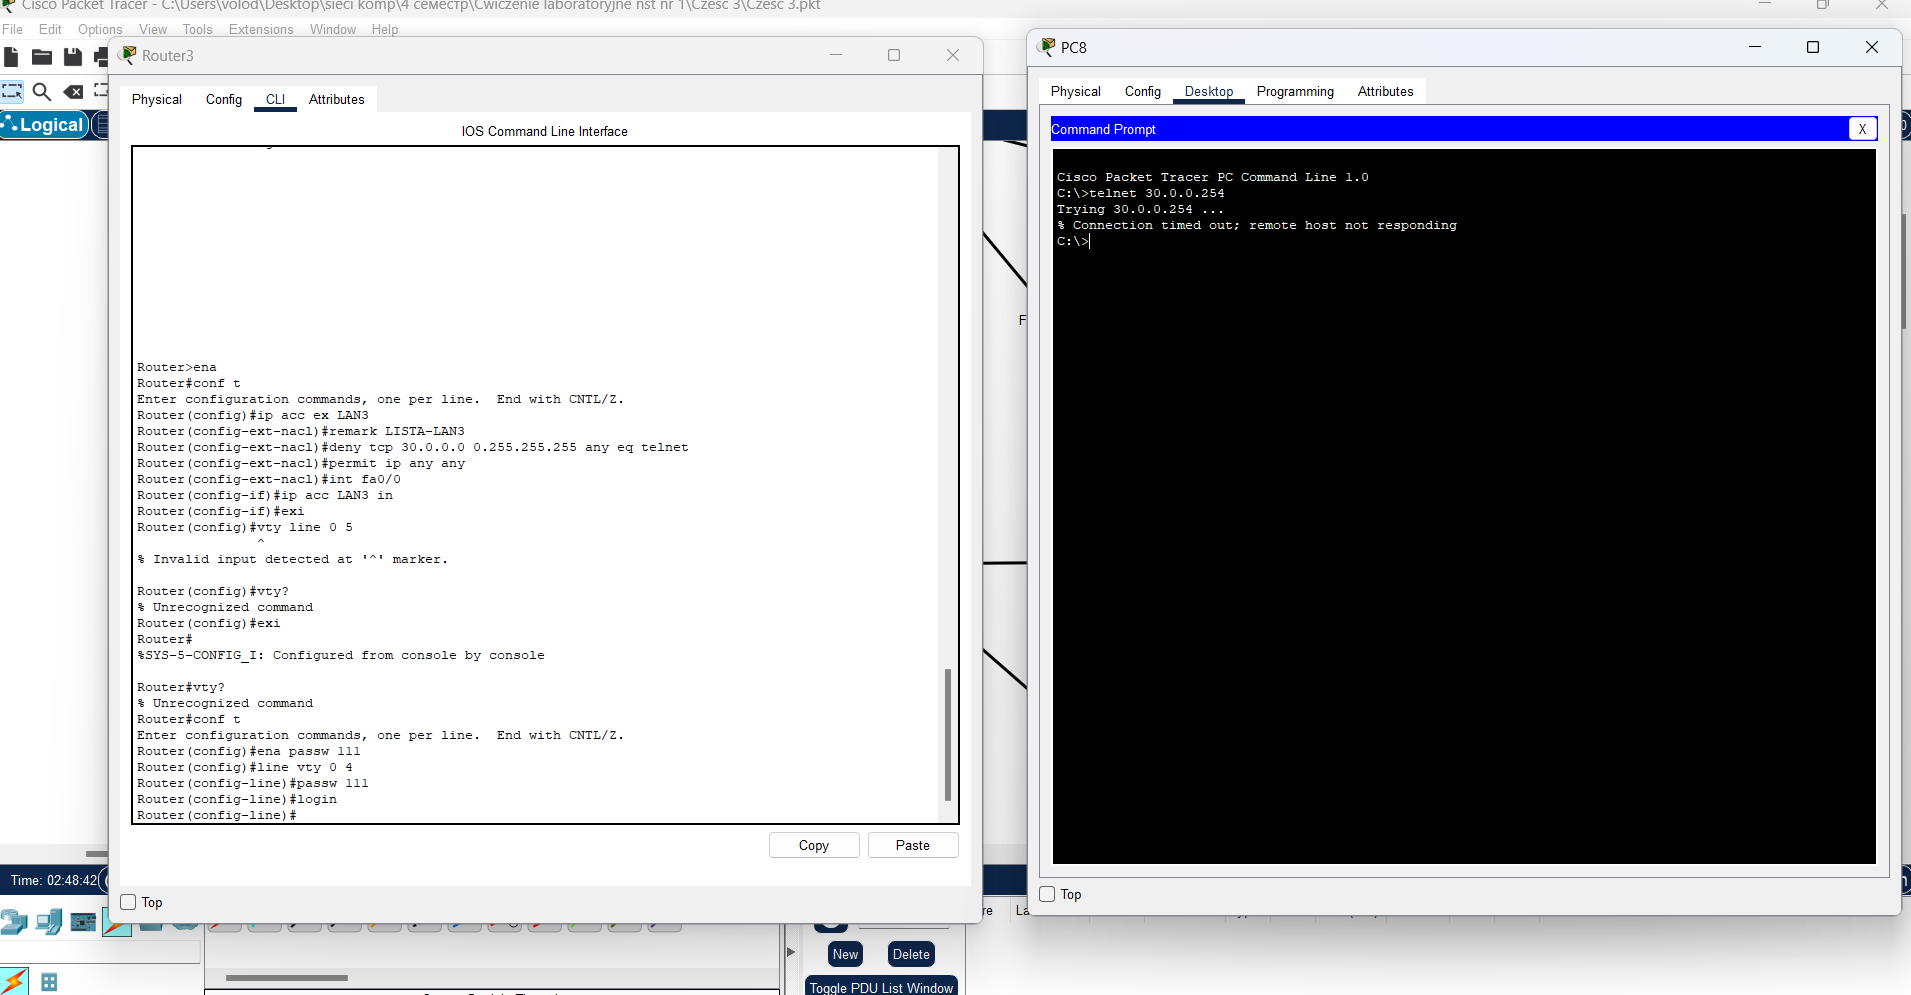 Cisco Packet Tracer - C:\Users\volod\Desktop\sieci komp\4 семестр\Cwiczenie laboratoryjne nst nr 1\Czesc 3\Czesc 3.pkt
File Edit Options View Tools Extensions Window Help
Logical
Router3
Physical Config CLI Attributes
IOS Command Line Interface
Router>ena
Router#conf t
Enter configuration commands, one per line.  End with CNTL/Z.
Router(config)#ip acc ex LAN3
Router(config-ext-nacl)#remark LISTA-LAN3
Router(config-ext-nacl)#deny tcp 30.0.0.0 0.255.255.255 any eq telnet
Router(config-ext-nacl)#permit ip any any
Router(config-ext-nacl)#int fa0/0
Router(config-if)#ip acc LAN3 in
Router(config-if)#exi
Router(config)#vty line 0 5
^
% Invalid input detected at '^' marker.
Router(config)#vty?
% Unrecognized command
Router(config)#exi
Router#
%SYS-5-CONFIG_I: Configured from console by console
Router#vty?
% Unrecognized command
Router#conf t
Enter configuration commands, one per line.  End with CNTL/Z.
Router(config)#ena passw 111
Router(config)#line vty 0 4
Router(config-line)#passw 111
Router(config-line)#login
Router(config-line)#
Copy Paste
Top
PC8
Physical Config Desktop Programming Attributes
Command Prompt X
Cisco Packet Tracer PC Command Line 1.0
C:\>telnet 30.0.0.254
Trying 30.0.0.254 ...
% Connection timed out; remote host not responding
C:\>
Top
F
Time: 02:48:42
re La
New Delete
Toggle PDU List Window